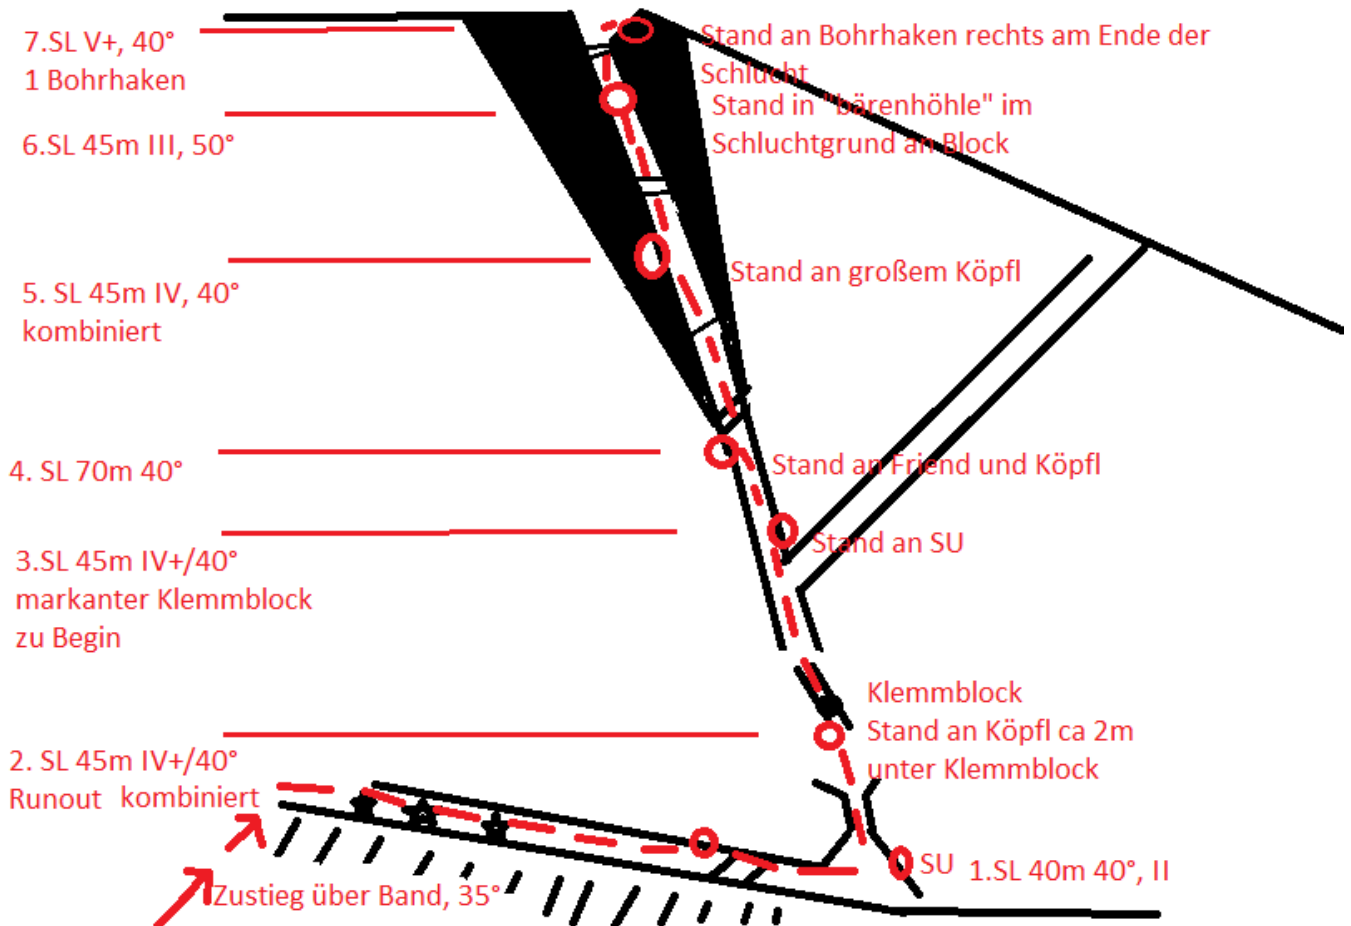 7.SL V+, 40°
1 Bohrhaken
Stand an Bohrhaken rechts am Ende der
Schlucht
Stand in "bärenhöhle" im
Schluchtgrund an Block
6.SL 45m III, 50°
Stand an großem Köpfl
5. SL 45m IV, 40°
kombiniert
Stand an Friend und Köpfl
4. SL 70m 40°
Stand an SU
3.SL 45m IV+/40°
markanter Klemmblock
zu Begin
Klemmblock
Stand an Köpfl ca 2m
unter Klemmblock
2. SL 45m IV+/40°
Runout kombiniert
SU 1.SL 40m 40°, II
Zustieg über Band, 35°